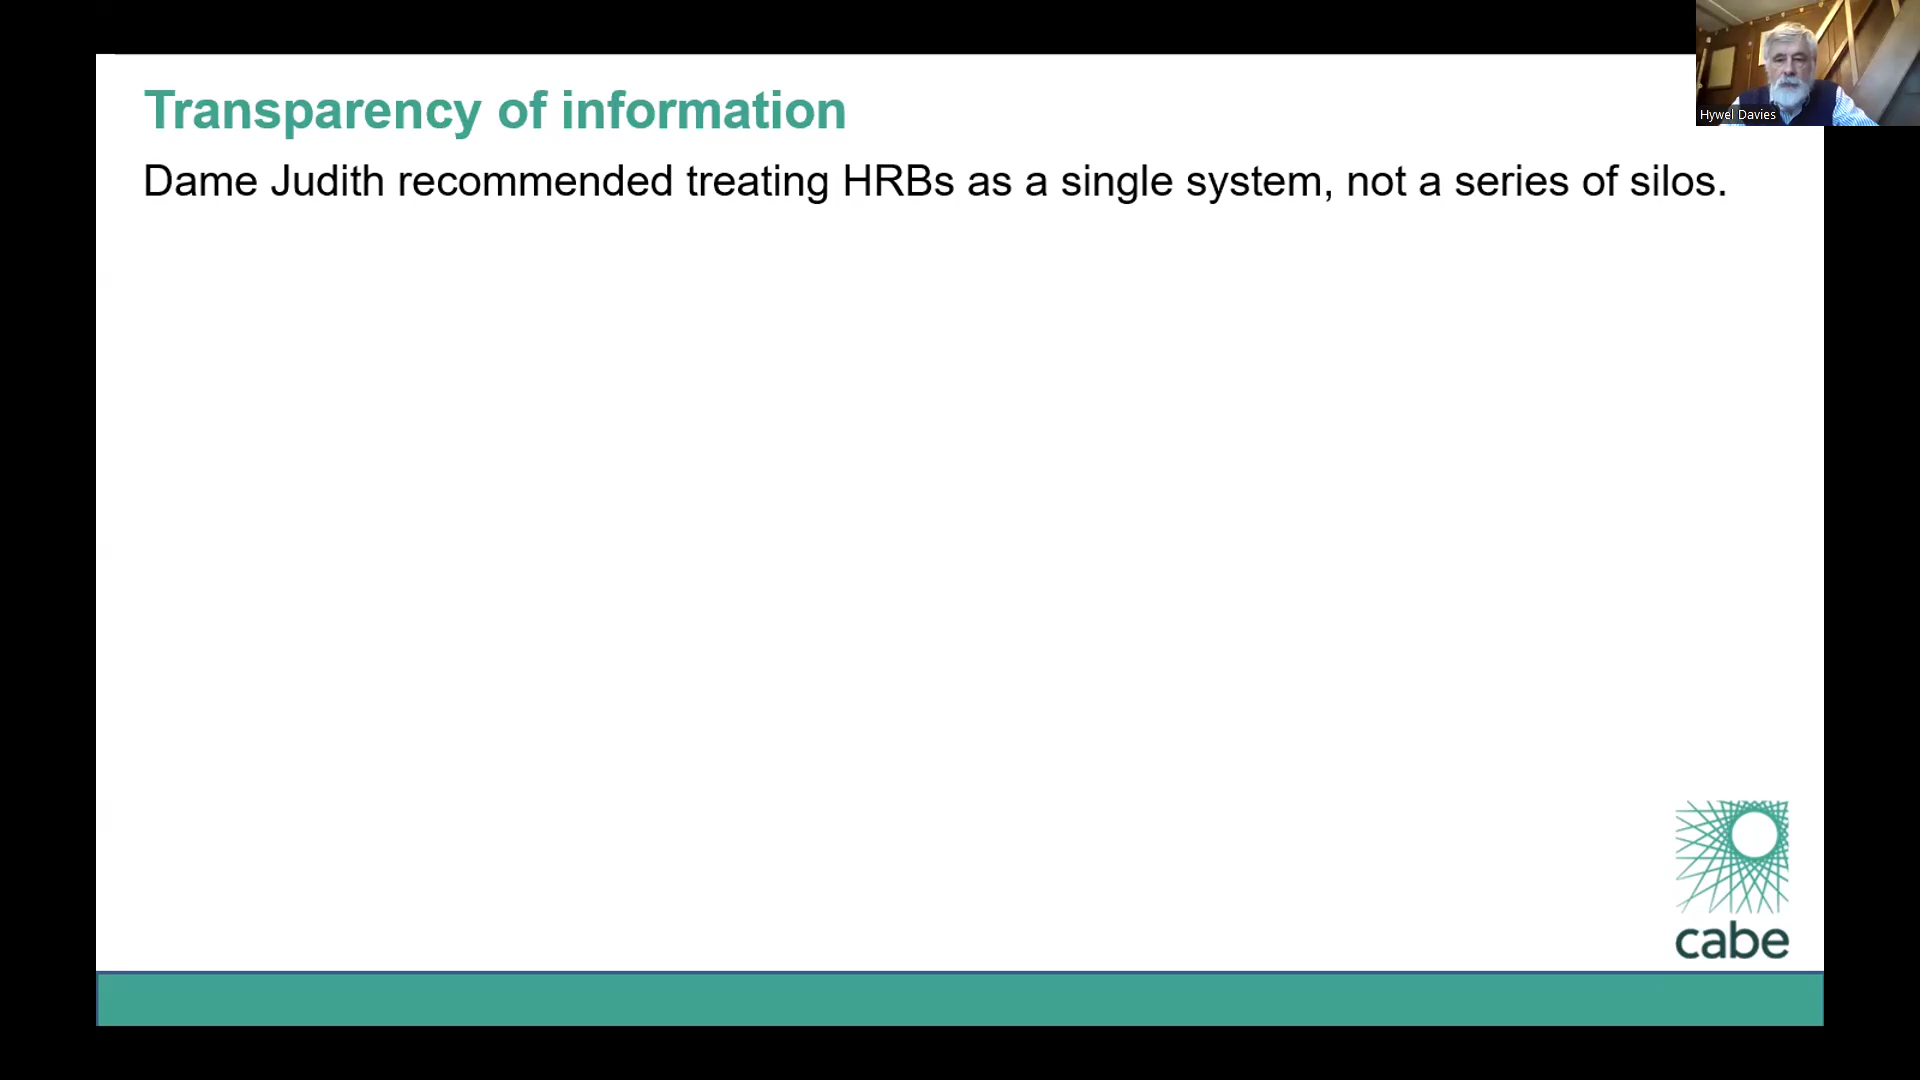 Transparency of information
Dame Judith recommended treating HRBs as a single system, not a series of silos.
Hywel Davies
cabe